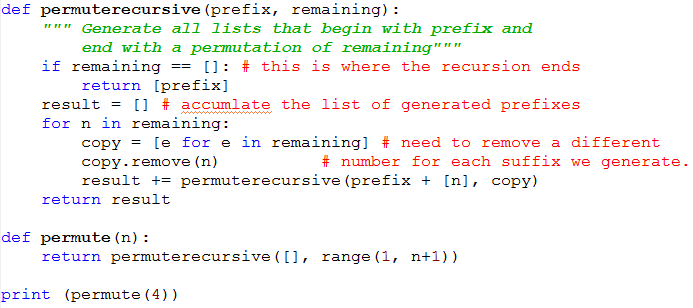 def permuterecursive(prefix, remaining):
    """ Generate all lists that begin with prefix and
        end with a permutation of remaining"""
    if remaining == []: # this is where the recursion ends
        return [prefix]
    result = [] # accumlate the list of generated prefixes
    for n in remaining:
        copy = [e for e in remaining] # need to remove a different
        copy.remove(n)          # number for each suffix we generate.
        result += permuterecursive(prefix + [n], copy)
    return result

def permute(n):
    return permuterecursive([], range(1, n+1))

print (permute(4))